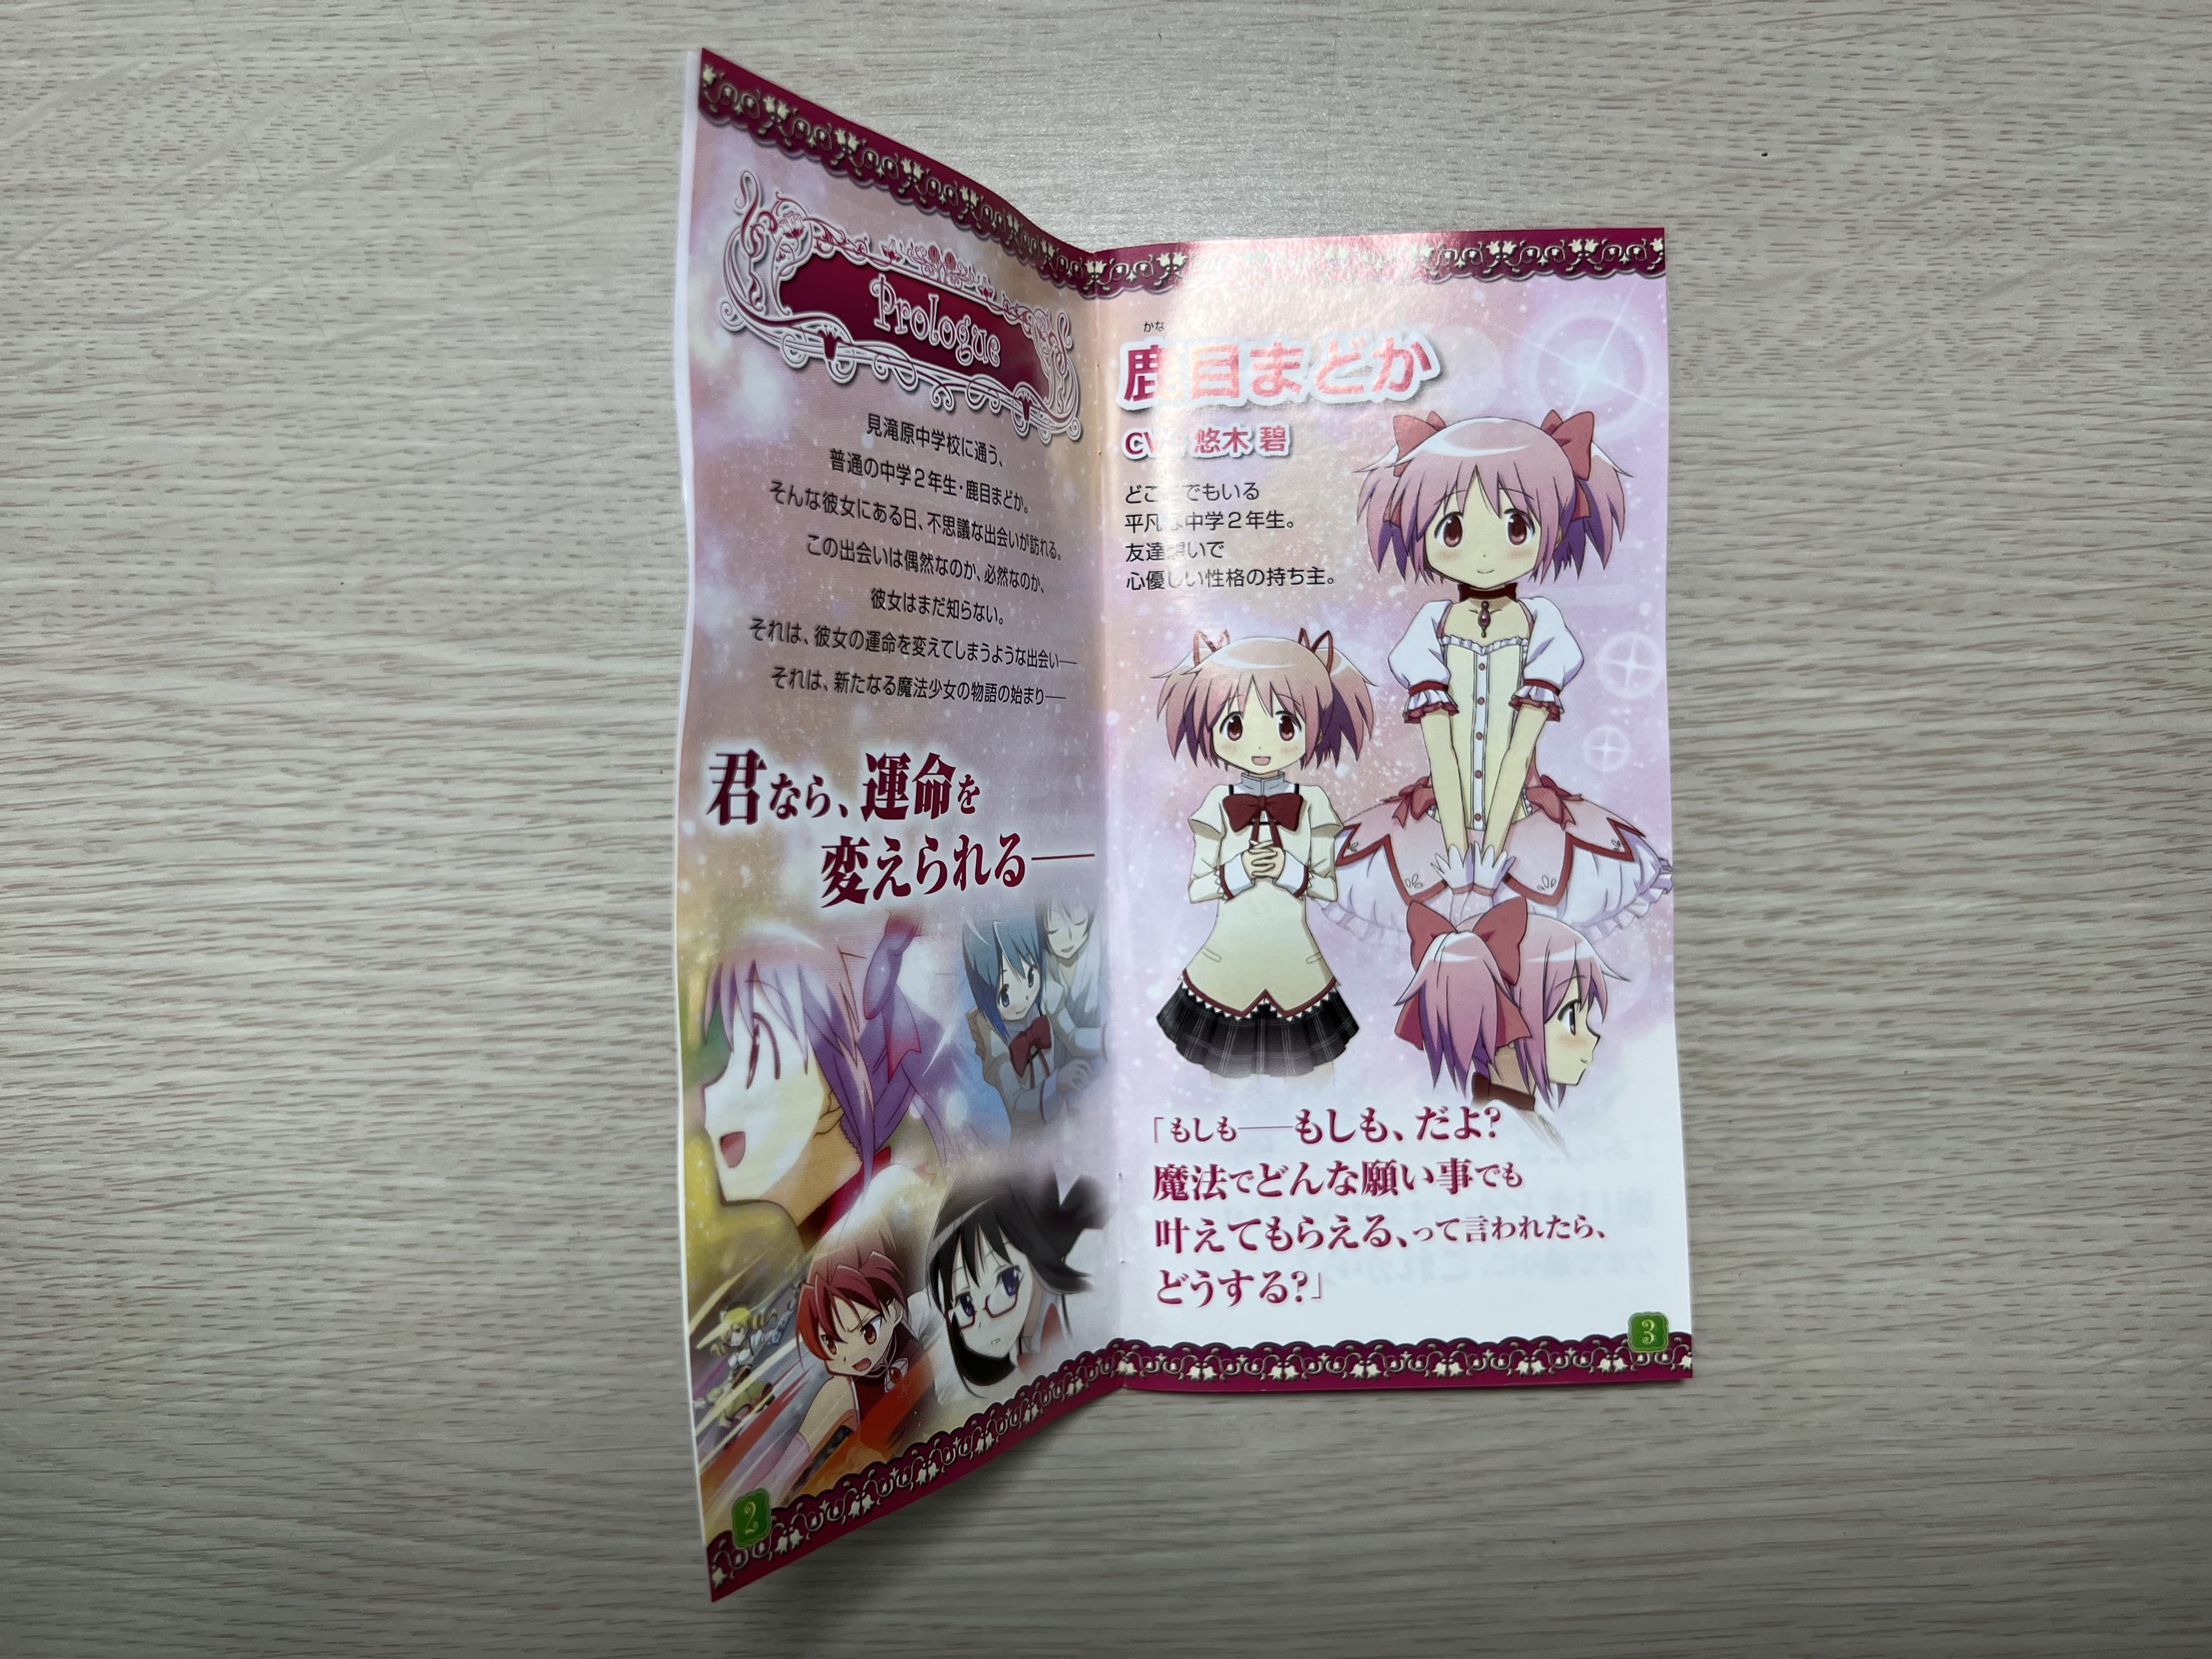 Prologue
見滝原中学校に通う、
普通の中学2年生・鹿目まどか。
そんな彼女にある日、不思議な出会いが訪れる。
この出会いは偶然なのか、必然なのか、
彼女はまだ知らない。
それは、彼女の運命を変えてしまうような出会い──
それは、新たなる魔法少女の物語の始まり──
君なら、運命を
変えられる──
2
かな
鹿目まどか
CV: 悠木 碧
どこにでもいる
平凡な中学2年生。
友達想いで
心優しい性格の持ち主。
「もしも──もしも、だよ?
魔法でどんな願い事でも
叶えてもらえる、って言われたら、
どうする?」
3